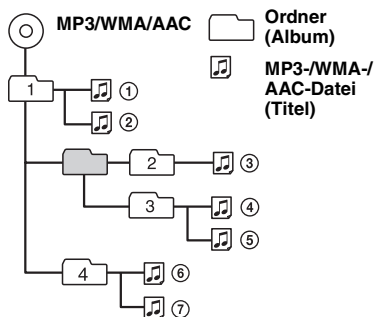 MP3/WMA/AAC
Ordner
(Album)
MP3-/WMA-/
AAC-Datei
(Titel)
1
①
②
2
③
3
④
⑤
4
⑥
⑦